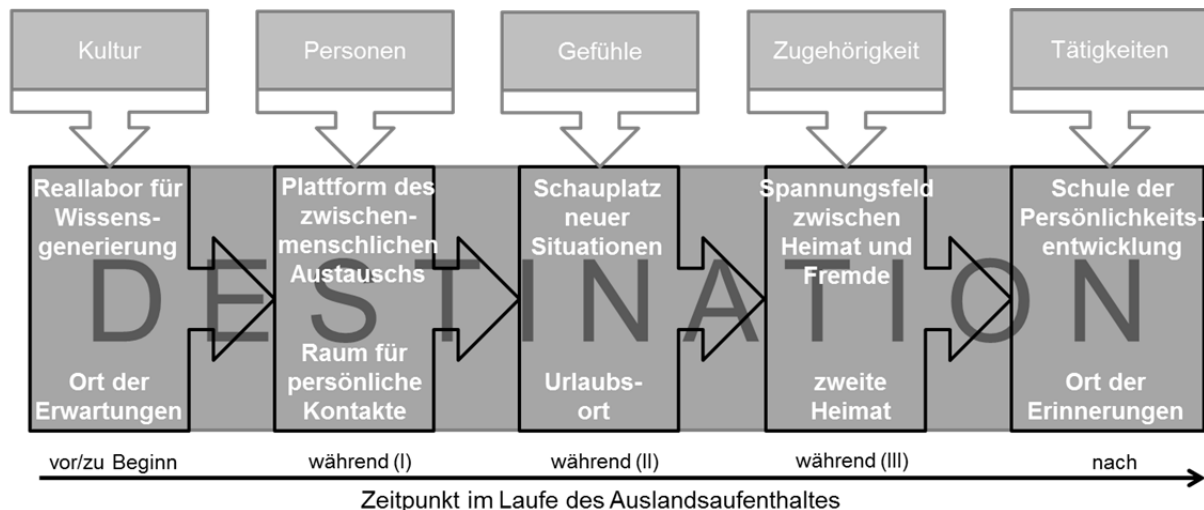 Kultur
Personen
Gefühle
Zugehörigkeit
Tätigkeiten
Reallabor für
Wissens-
generierung
Ort der
Erwartungen
Plattform des
zwischen-
menschlichen
Austauschs
Raum für
persönliche
Kontakte
Schauplatz
neuer
Situationen
Urlaubs-
ort
Spannungsfeld
zwischen
Heimat und
Fremde
zweite
Heimat
Schule der
Persönlichkeits-
entwicklung
Ort der
Erinnerungen
DESTINATION
vor/zu Beginn
während (I)
während (II)
während (III)
nach
Zeitpunkt im Laufe des Auslandsaufenthaltes